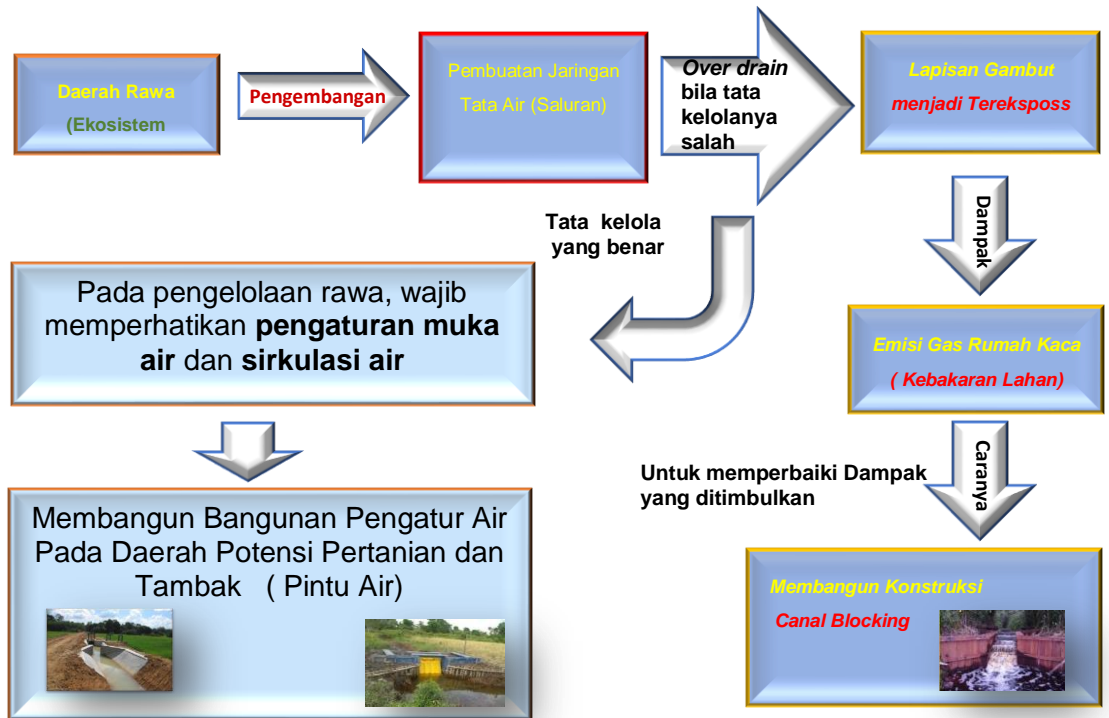 Daerah Rawa
(Ekosistem
Pengembangan
Pembuatan Jaringan
Tata Air (Saluran)
Over drain
bila tata
kelolanya
salah
Lapisan Gambut
menjadi Tereksposs
Dampak
Tata kelola
yang benar
Pada pengelolaan rawa, wajib
memperhatikan pengaturan muka
air dan sirkulasi air
Emisi Gas Rumah Kaca
( Kebakaran Lahan)
Caranya
Untuk memperbaiki Dampak
yang ditimbulkan
Membangun Bangunan Pengatur Air
Pada Daerah Potensi Pertanian dan
Tambak ( Pintu Air)
Membangun Konstruksi
Canal Blocking